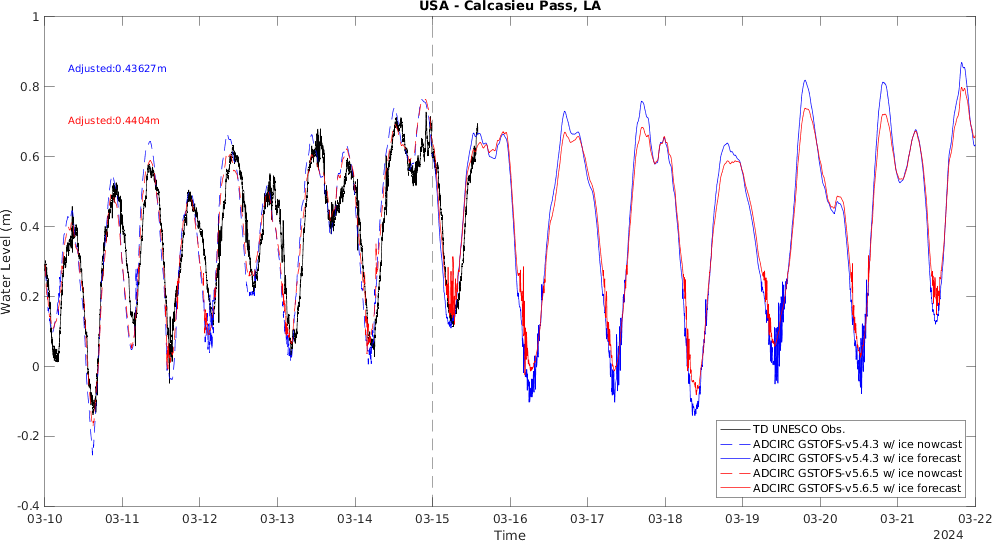 USA - Calcasieu Pass, LA
1
0.8
0.6
0.4
0.2
0
-0.2
-0.4
Water Level (m)
Adjusted:0.43627m
Adjusted:0.4404m
TD UNESCO Obs.
ADCIRC GSTOFS-v5.4.3 w/ ice nowcast
ADCIRC GSTOFS-v5.4.3 w/ ice forecast
ADCIRC GSTOFS-v5.6.5 w/ ice nowcast
ADCIRC GSTOFS-v5.6.5 w/ ice forecast
03-10 03-11 03-12 03-13 03-14 03-15 03-16 03-17 03-18 03-19 03-20 03-21 03-22
Time
2024